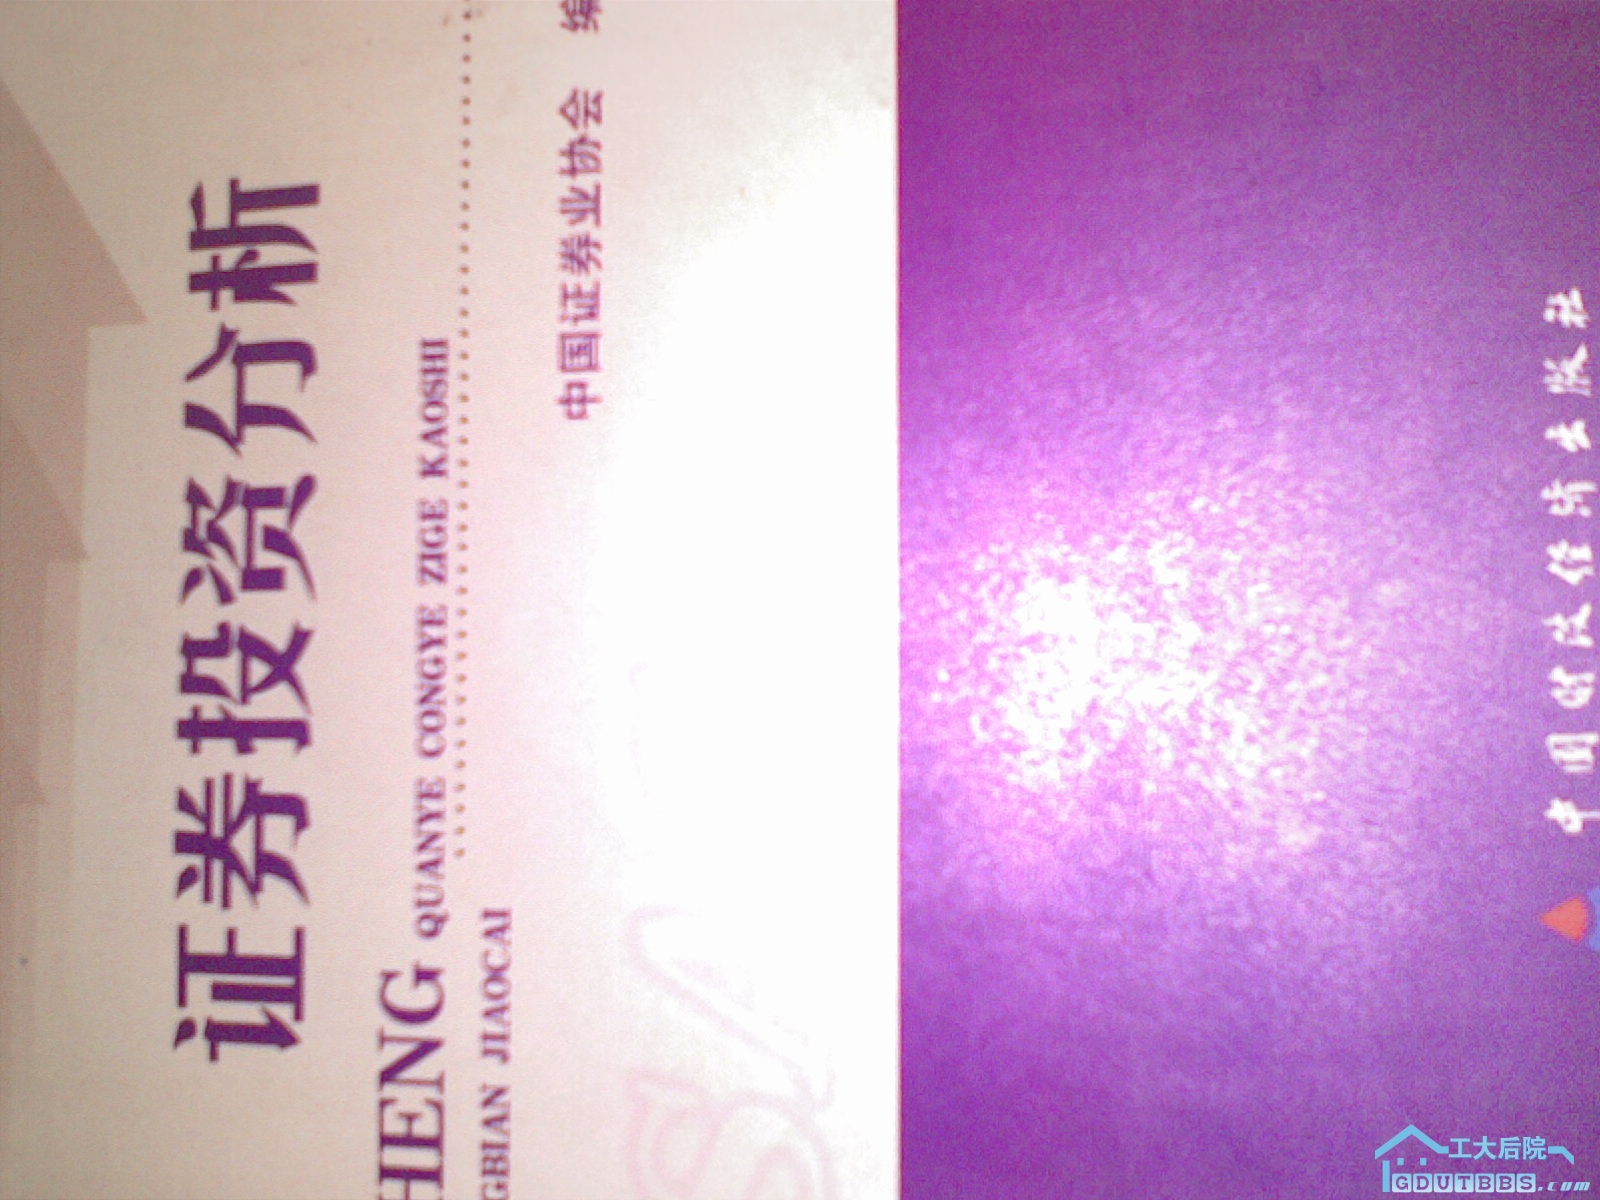 证券投资分析
HENG QUANYE CONGYE ZIGE KAOSHI
GBIAN JIAOCAI
中国证券业协会 编
中国财政经济出版社
工大后院
GDUTBBS.com